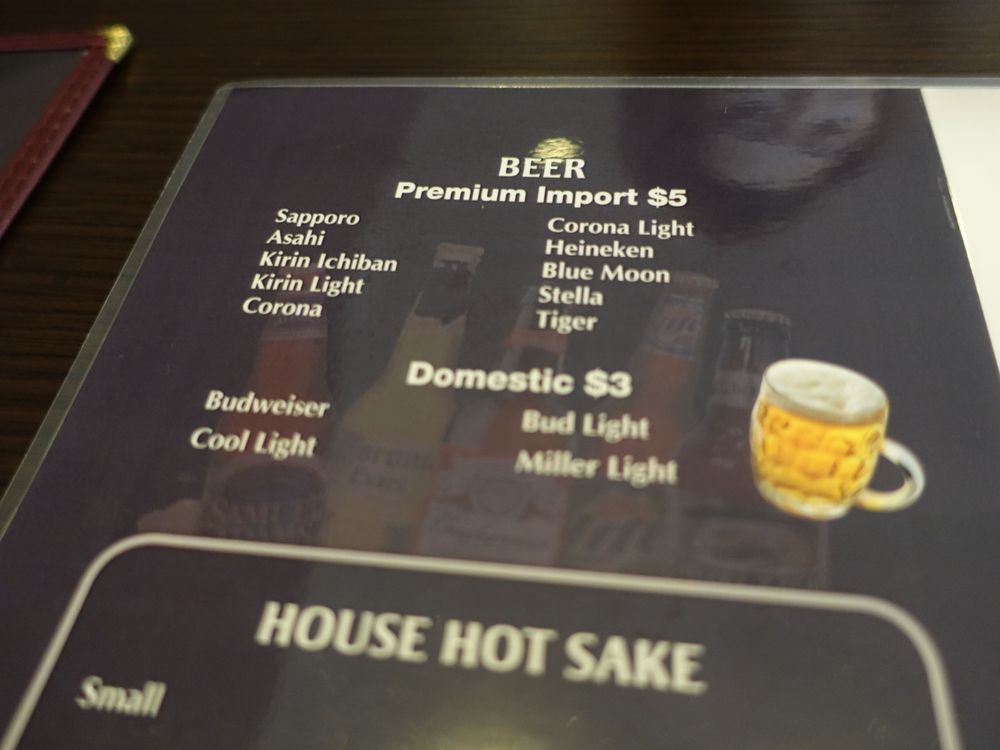 BEER
Premium Import $5
Sapporo
Asahi
Kirin Ichiban
Kirin Light
Corona
Corona Light
Heineken
Blue Moon
Stella
Tiger
Domestic $3
Budweiser
Cool Light
Bud Light
Miller Light
HOUSE HOT SAKE
Small